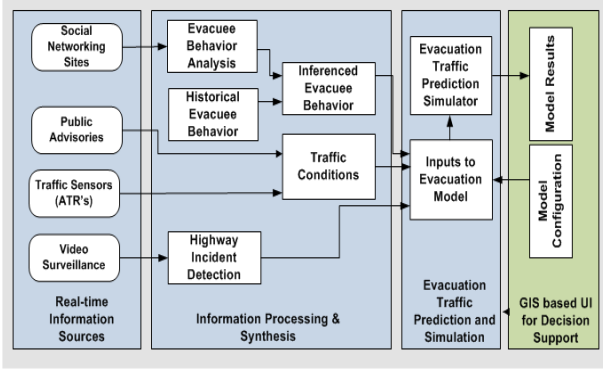 Social
Networking
Sites
Public
Advisories
Traffic Sensors
(ATR's)
Video
Surveillance
Real-time
Information
Sources
Evacuee
Behavior
Analysis
Historical
Evacuee
Behavior
Inferenced
Evacuee
Behavior
Traffic
Conditions
Highway
Incident
Detection
Information Processing &
Synthesis
Evacuation
Traffic
Prediction
Simulator
Inputs to
Evacuation
Model
Evacuation
Traffic
Prediction and
Simulation
Model Results
Model
Configuration
GIS based UI
for Decision
Support